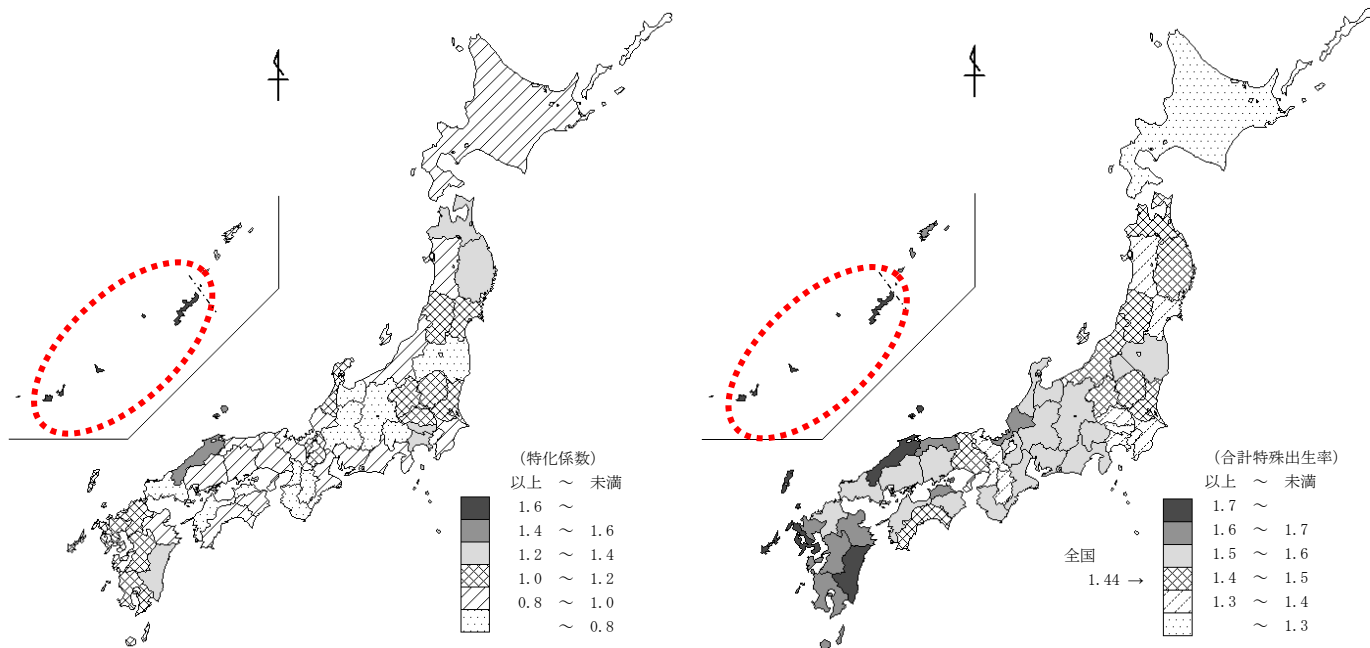 (特化係数)
以上 ～ 未満
1.6 ～
1.4 ～ 1.6
1.2 ～ 1.4
1.0 ～ 1.2
0.8 ～ 1.0
～ 0.8
(合計特殊出生率)
以上 ～ 未満
1.7 ～
1.6 ～ 1.7
1.5 ～ 1.6
全国
1.44 →
1.4 ～ 1.5
1.3 ～ 1.4
～ 1.3